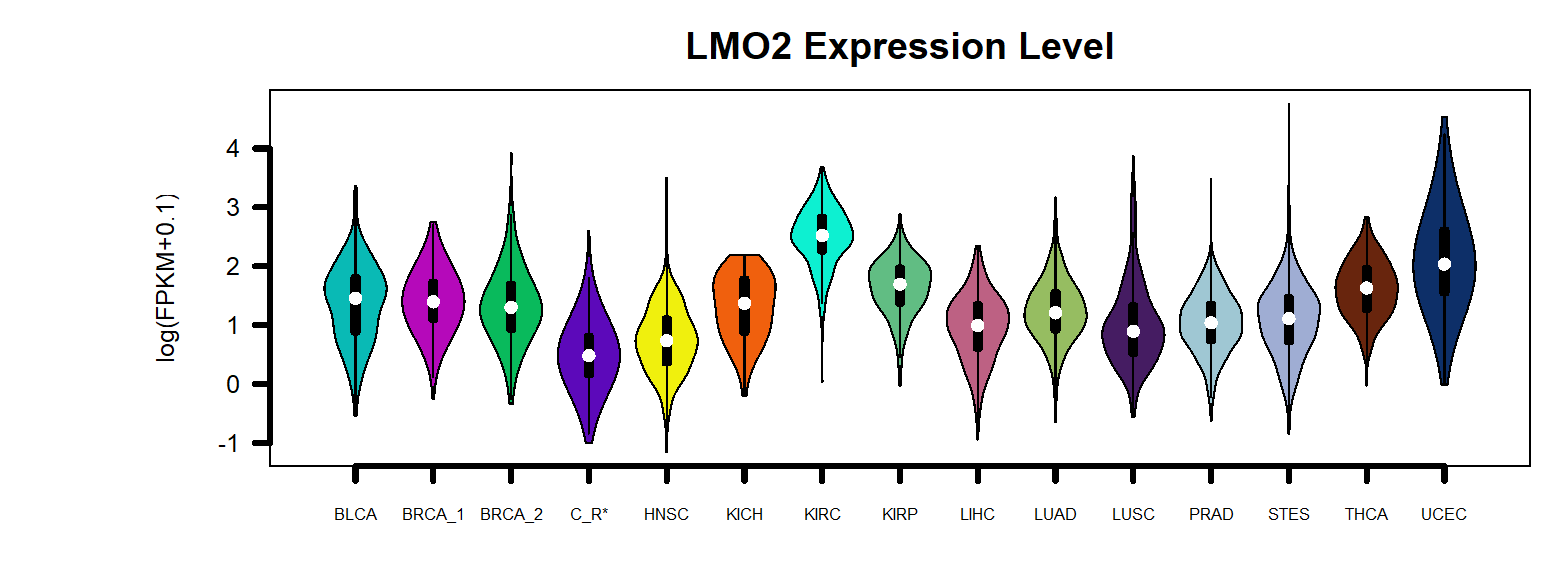 LMO2 Expression Level
log(FPKM+0.1)
4
3
2
1
0
-1
BLCA BRCA_1 BRCA_2 C_R* HNSC KICH KIRC KIRP LIHC LUAD LUSC PRAD STES THCA UCEC